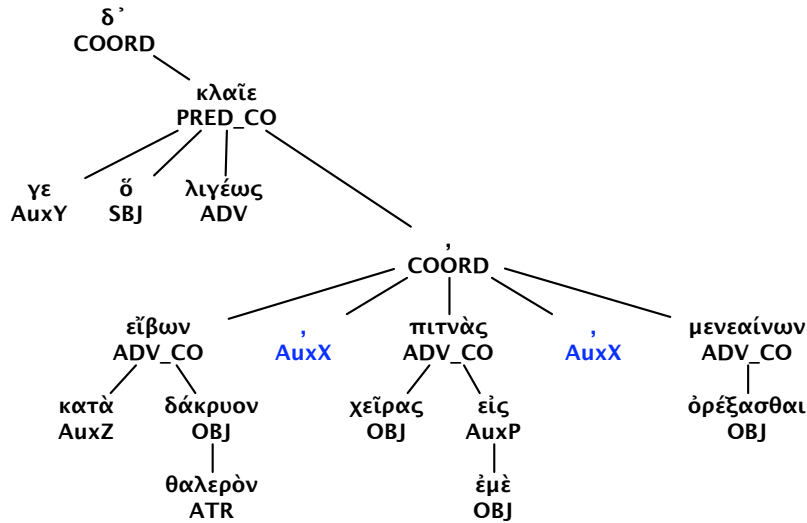 δ ̓
COORD
κλαῖε
PRED_CO
γε ὅ λιγέως
AuxY SBJ ADV
,
COORD
εἴβων , πιτνὰς , μενεαίνων
ADV_CO AuxX ADV_CO AuxX ADV_CO
κατὰ δάκρυον χεῖρας εἰς ὀρέξασθαι
AuxZ OBJ OBJ AuxP OBJ
θαλερὸν ἐμὲ
ATR OBJ